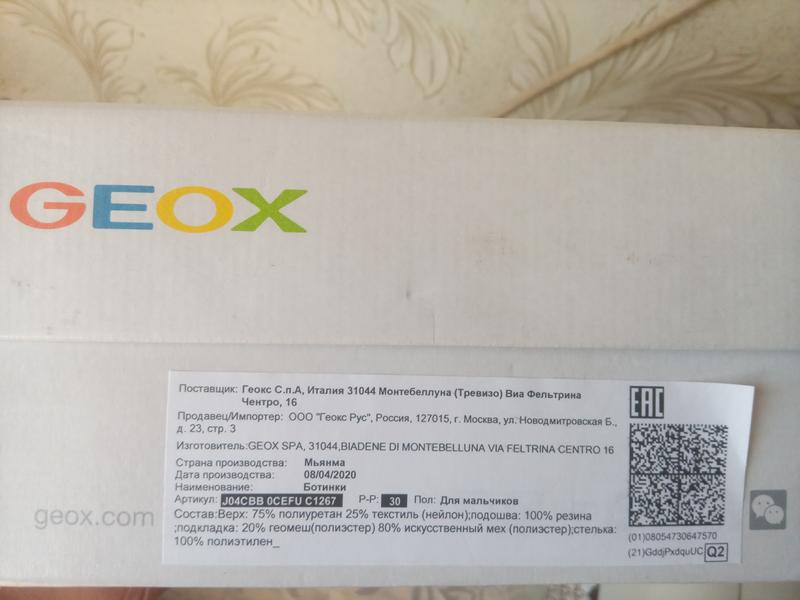 GEOX
Поставщик: Геокс С.п.А, Италия 31044 Монтебеллуна (Тревизо) Виа Фельтрина
Чентро, 16
Продавец/Импортер: ООО "Геокс Рус", Россия, 127015, г. Москва, ул. Новодмитровская Б.,
д. 23, стр. 3
Изготовитель:GEOX SPA, 31044,BIADENE DI MONTEBELLUNA VIA FELTRINA CENTRO 16
Страна производства: Мьянма
Дата производства: 08/04/2020
Наименование: Ботинки
Артикул: J04CBB 0CEFU C1267 Р-Р: 30 Пол: Для мальчиков
Состав:Верх: 75% полиуретан 25% текстиль (нейлон);подошва: 100% резина
;подкладка: 20% геомеш(полиэстер) 80% искусственный мех (полиэстер);стелька:
100% полиэтилен_
EAC
(01)08054730647570
(21)GddjPxdquUC Q2
geox.com